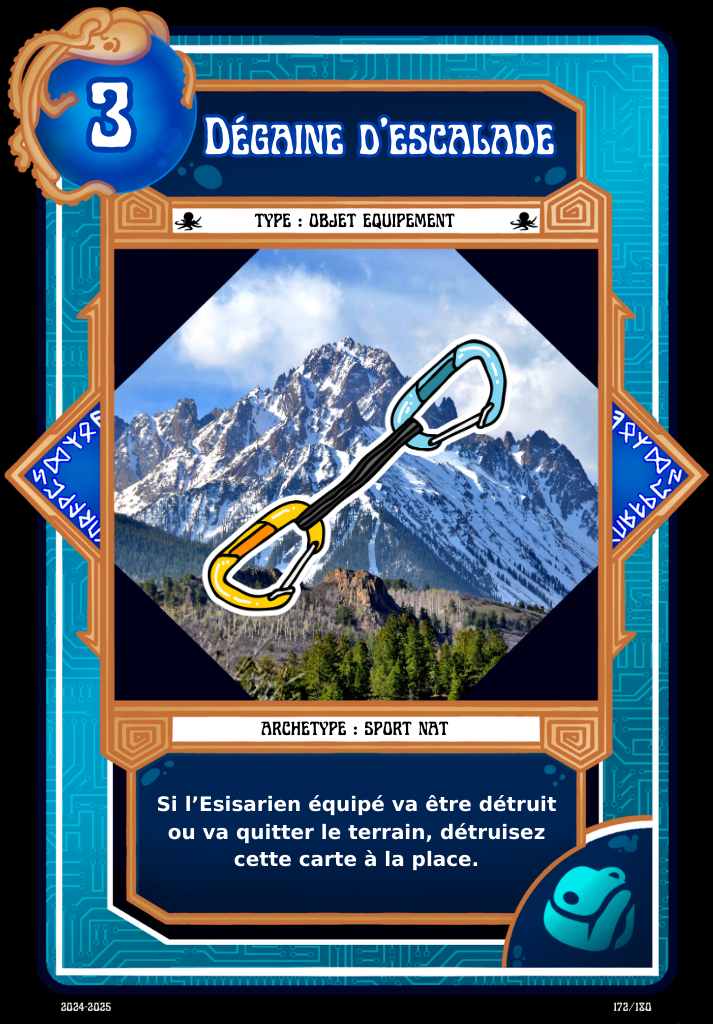 3
DÉGAINE D'ESCALADE
TYPE : OBJET EQUIPEMENT
ARCHETYPE : SPORT NAT
Si l’Esisarien équipé va être détruit
ou va quitter le terrain, détruisez
cette carte à la place.
2024-2025
172/180